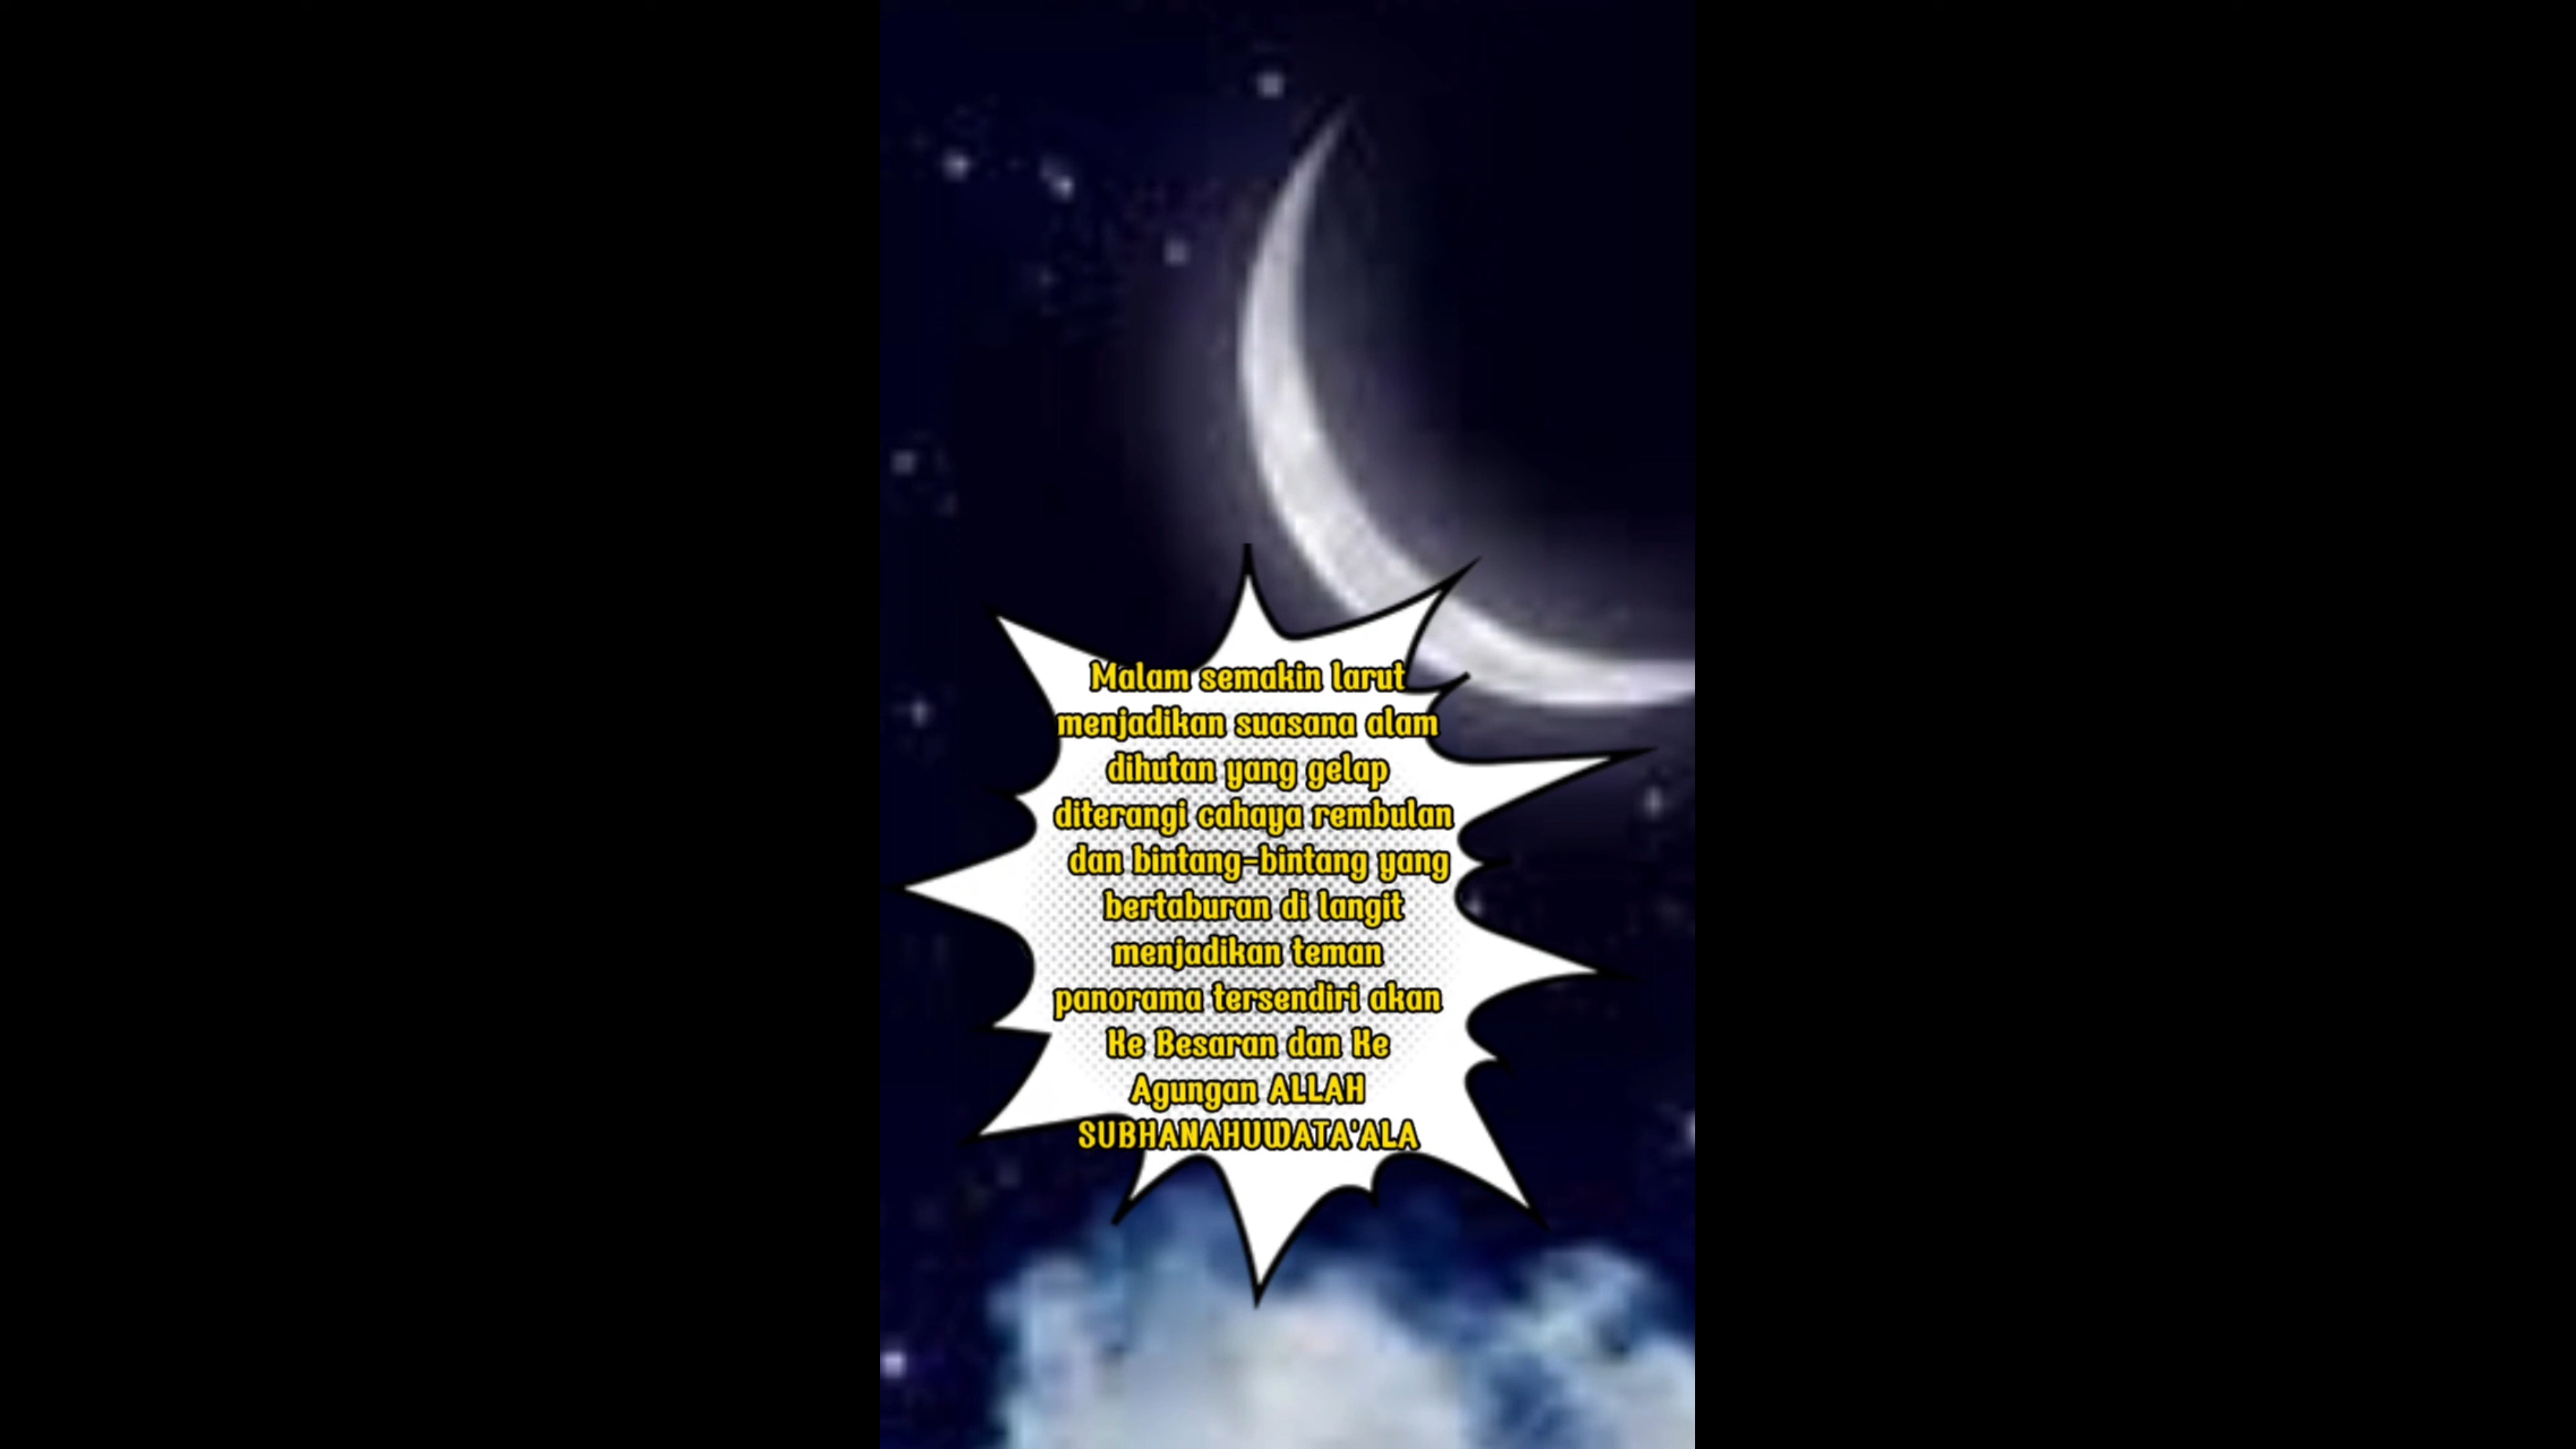 Malam semakin larut
menjadikan suasana alam
dihutan yang gelap
diterangi cahaya rembulan
dan bintang-bintang yang
bertaburan di langit
menjadikan teman
panorama tersendiri akan
Ke Besaran dan Ke
Agungan ALLAH
SUBHANAHUWATA'ALA